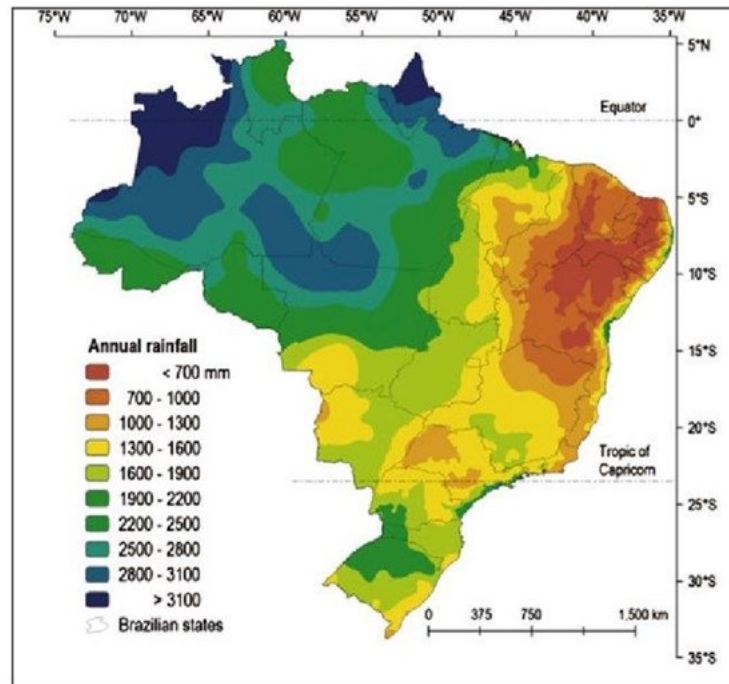 75°W 70°W 65°W 60°W 55°W 50°W 45°W 40°W 35°W
5°N
Equator
0°
5°S
10°S
Annual rainfall
15°S
< 700 mm
700 - 1000
1000 - 1300
20°S
1300 - 1600
Tropic of
Capricorn
1600 - 1900
1900 - 2200
25°S
2200 - 2500
2500 - 2800
2800 - 3100
30°S
> 3100
0 375 750 1,500 km
Brazilian states
35°S